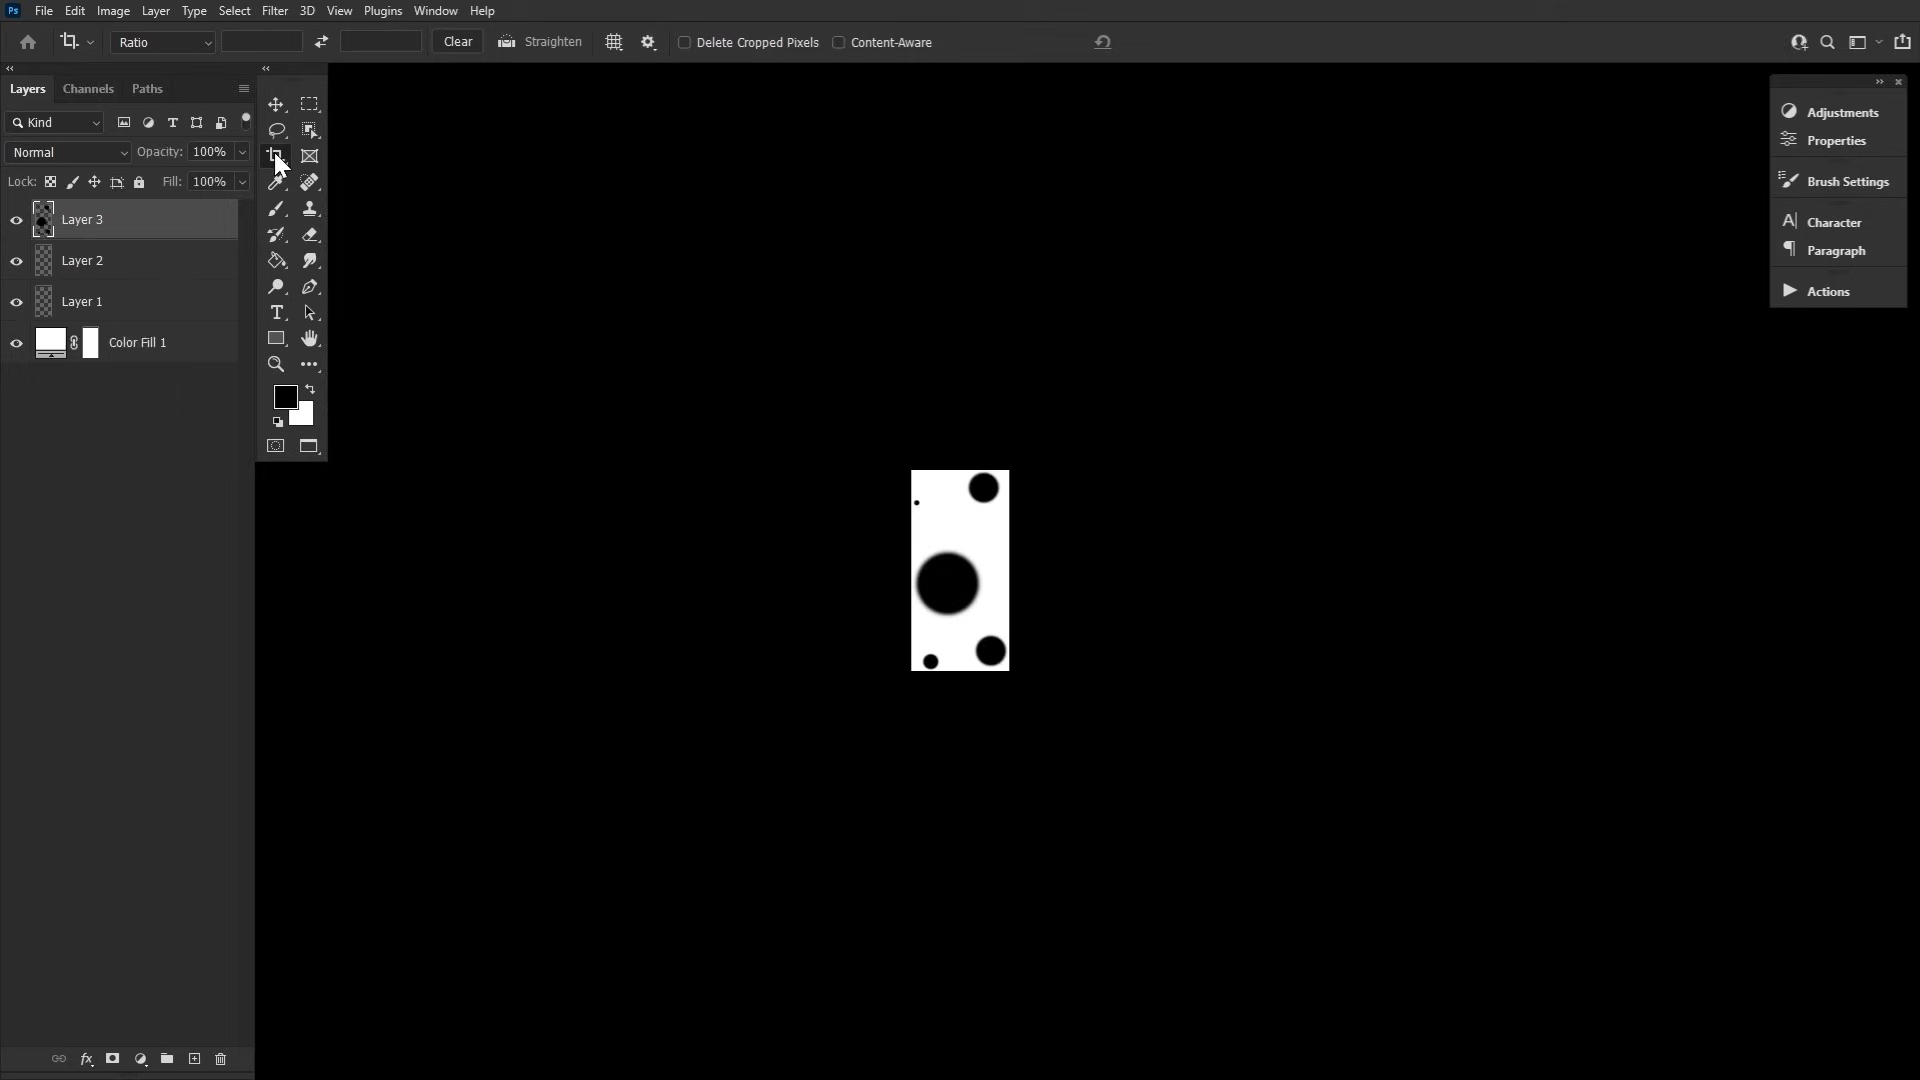 Ps File Edit Image Layer Type Select Filter 3D View Plugins Window Help
Ratio Clear Straighten Delete Cropped Pixels Content-Aware
Layers Channels Paths
Kind
Normal Opacity: 100%
Lock: Fill: 100%
Layer 3
Layer 2
Layer 1
Color Fill 1
fx
Adjustments
Properties
Brush Settings
Character
Paragraph
Actions